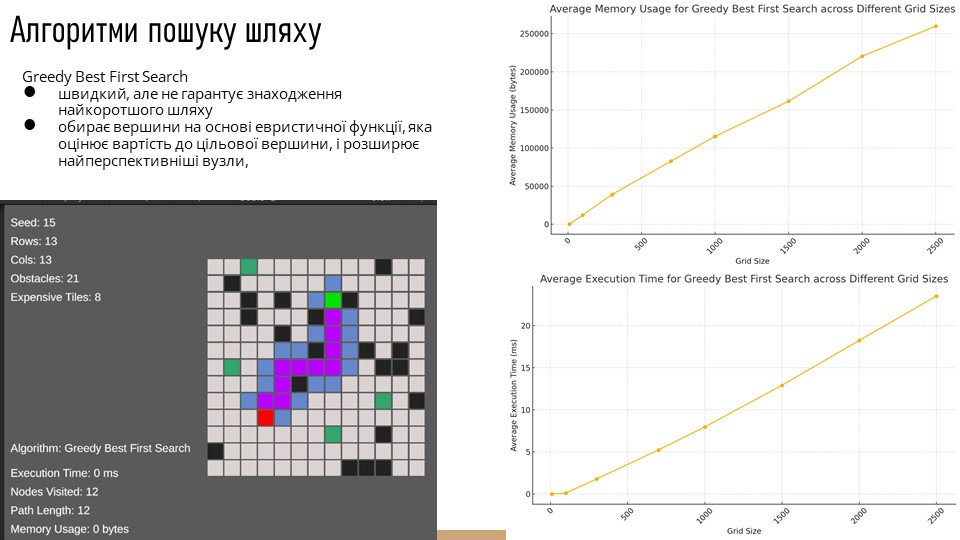 Алгоритми пошуку шляху
Greedy Best First Search
● швидкий, але не гарантує знаходження
найкоротшого шляху
● обирає вершини на основі евристичної функції, яка
оцінює вартість до цільової вершини, і розширює
найперспективніші вузли,
Seed: 15
Rows: 13
Cols: 13
Obstacles: 21
Expensive Tiles: 8
Algorithm: Greedy Best First Search
Execution Time: 0 ms
Nodes Visited: 12
Path Length: 12
Memory Usage: 0 bytes
Average Memory Usage for Greedy Best First Search across Different Grid Sizes
Average Memory Usage (bytes)
250000
200000
150000
100000
50000
0
0 500 1000 1500 2000 2500
Grid Size
Average Execution Time for Greedy Best First Search across Different Grid Sizes
Average Execution Time (ms)
20
15
10
5
0
0 500 1000 1500 2000 2500
Grid Size